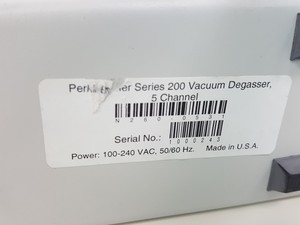 Series 200 Vacuum Degasser,
5 Channel
Serial No.:
Power: 100-240 VAC, 50/60 Hz. Made in U.S.A.